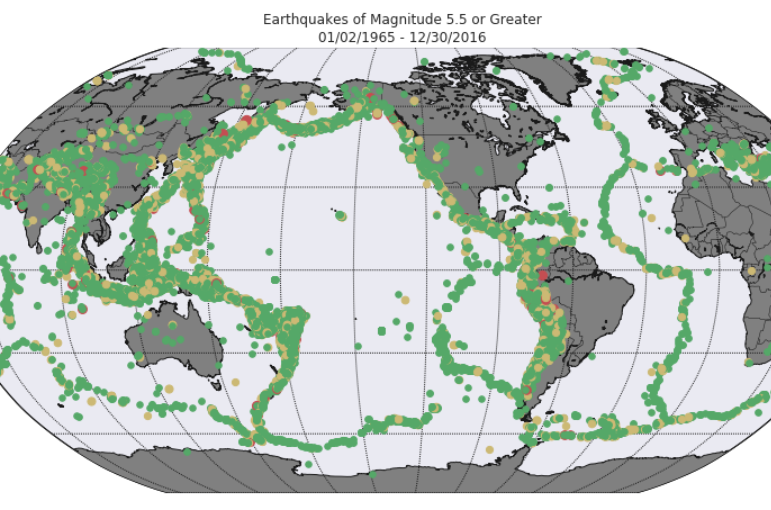 Earthquakes of Magnitude 5.5 or Greater
01/02/1965 - 12/30/2016